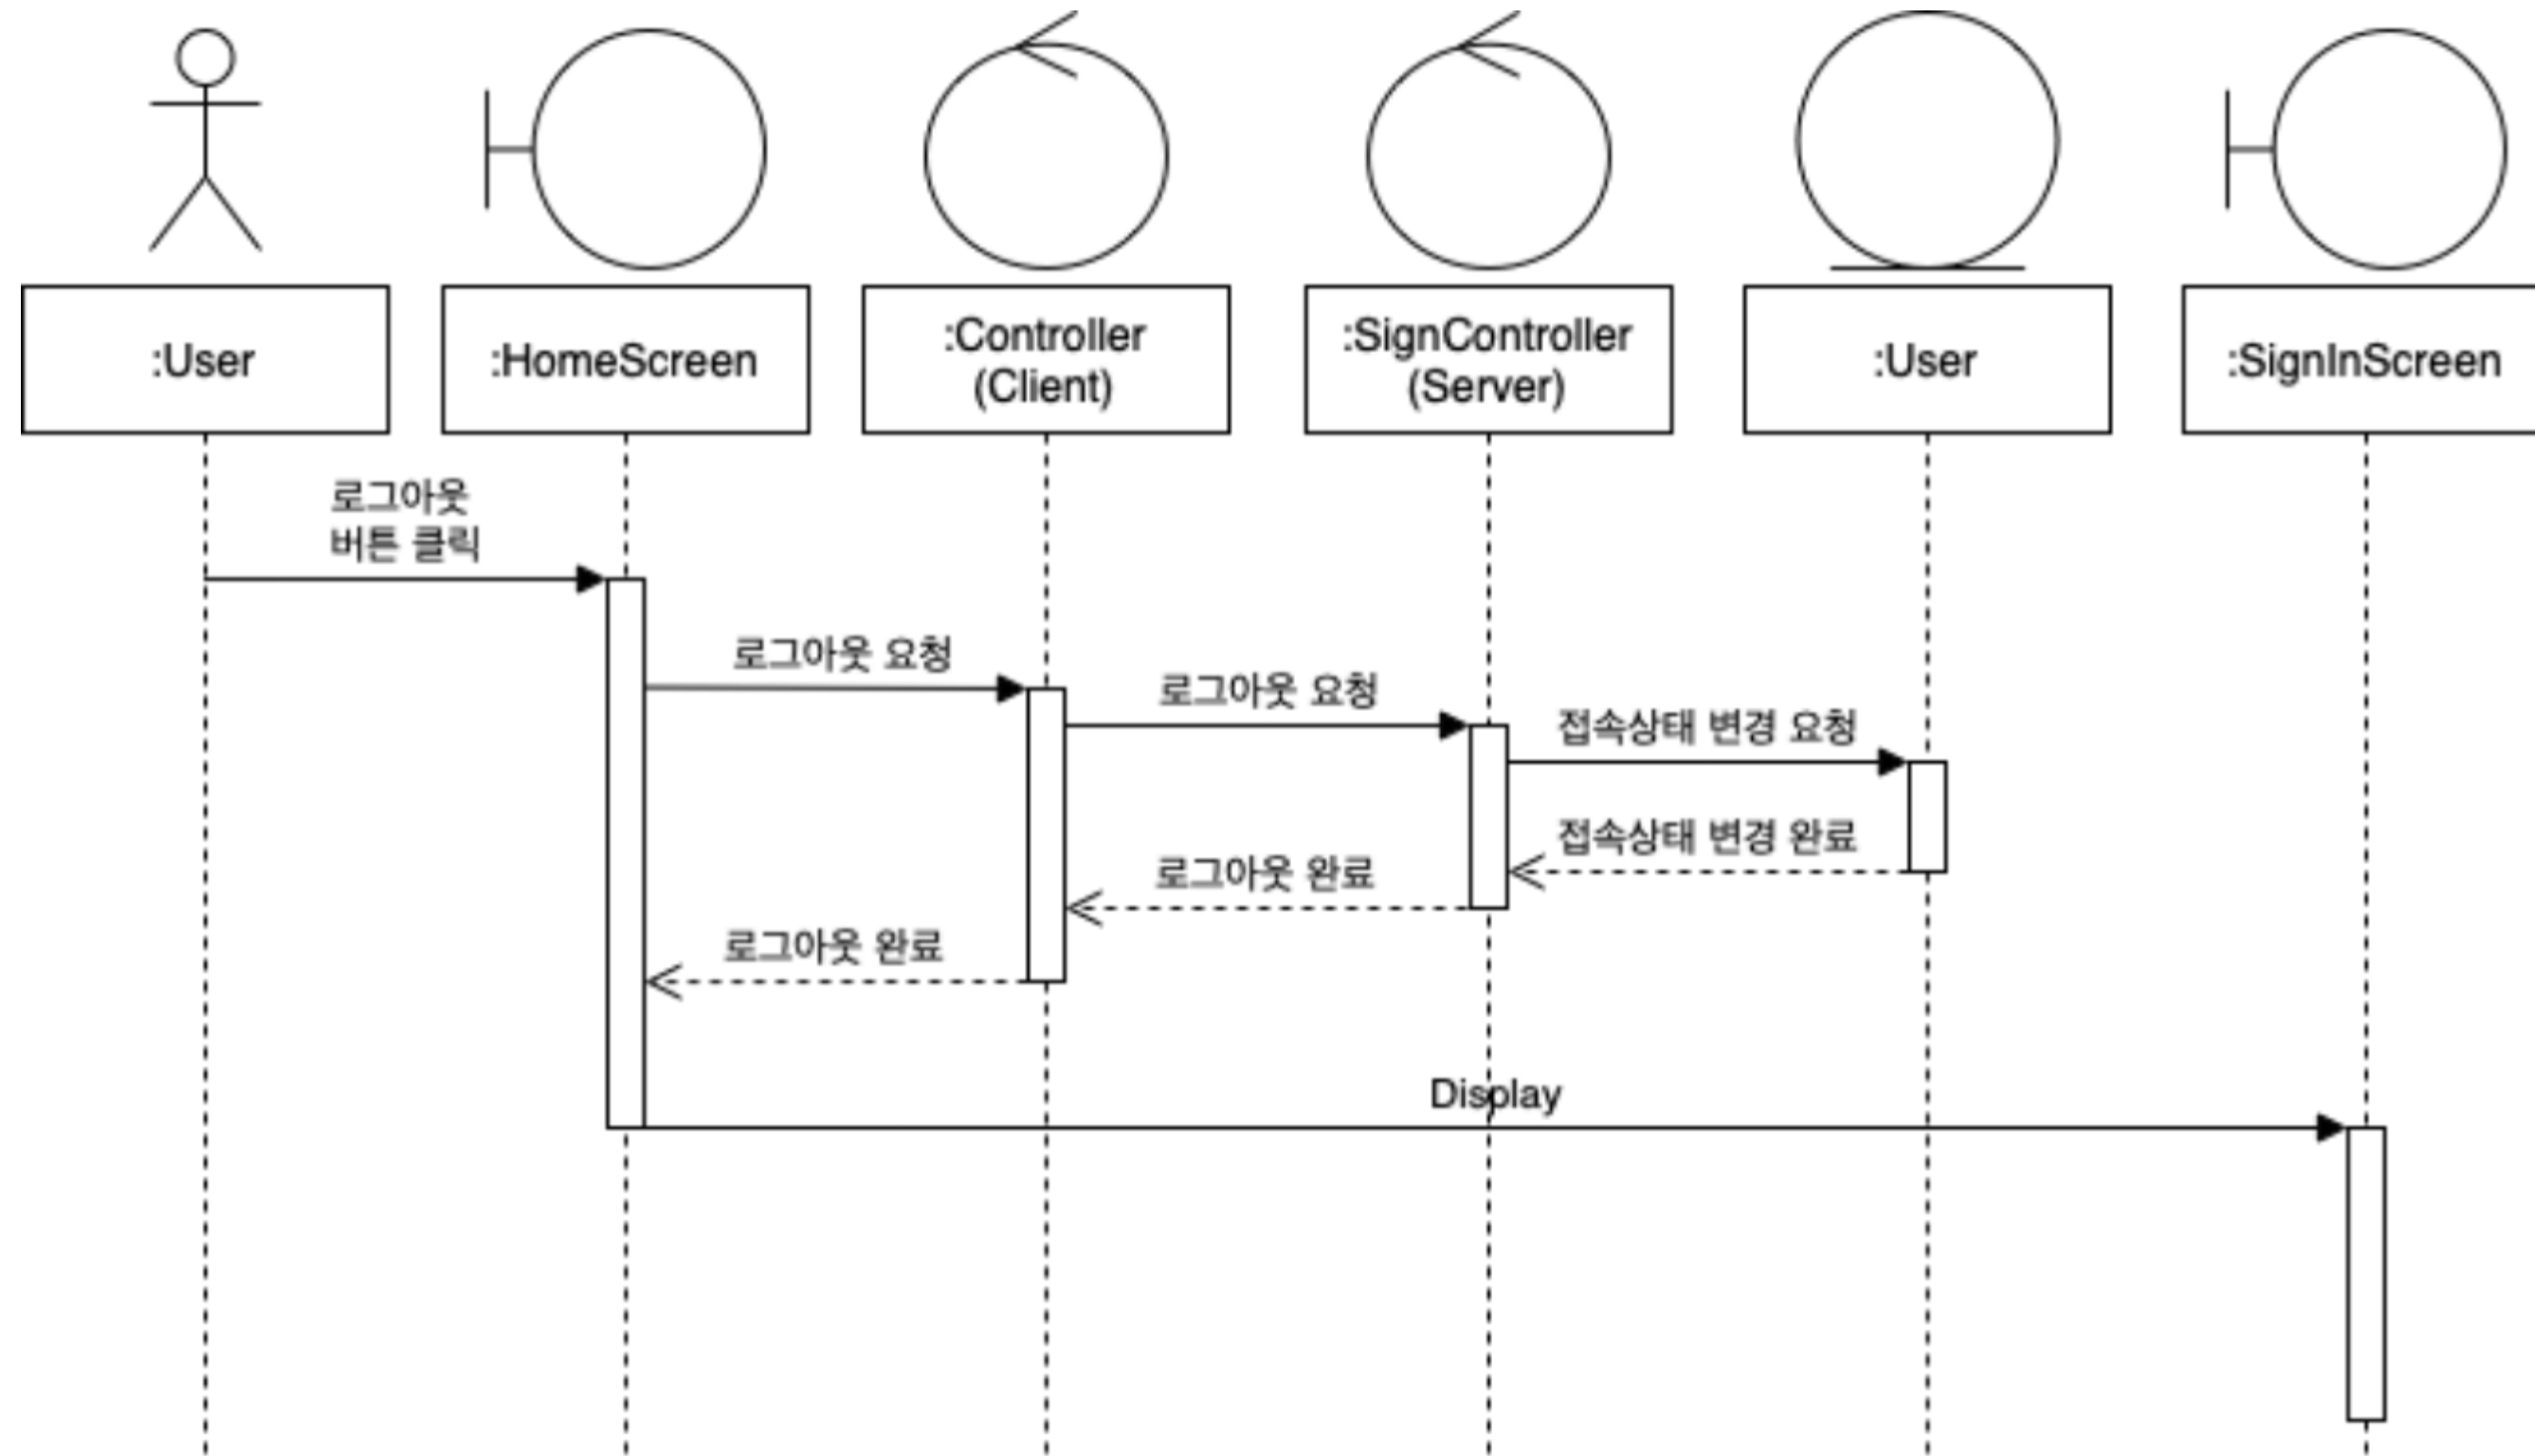 :User
:HomeScreen
:Controller
(Client)
:SignController
(Server)
:User
:SignInScreen
로그아웃
버튼 클릭
로그아웃 요청
로그아웃 요청
접속상태 변경 요청
접속상태 변경 완료
로그아웃 완료
로그아웃 완료
Display